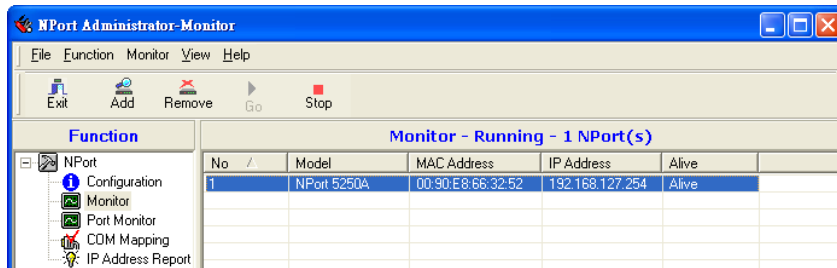 NPort Administrator-Monitor
File Function Monitor View Help
Exit Add Remove Go Stop
Function
Monitor - Running - 1 NPort(s)
NPort
Configuration
Monitor
Port Monitor
COM Mapping
IP Address Report
No Model MAC Address IP Address Alive
1 NPort 5250A 00:90:E8:66:32:52 192.168.127.254 Alive